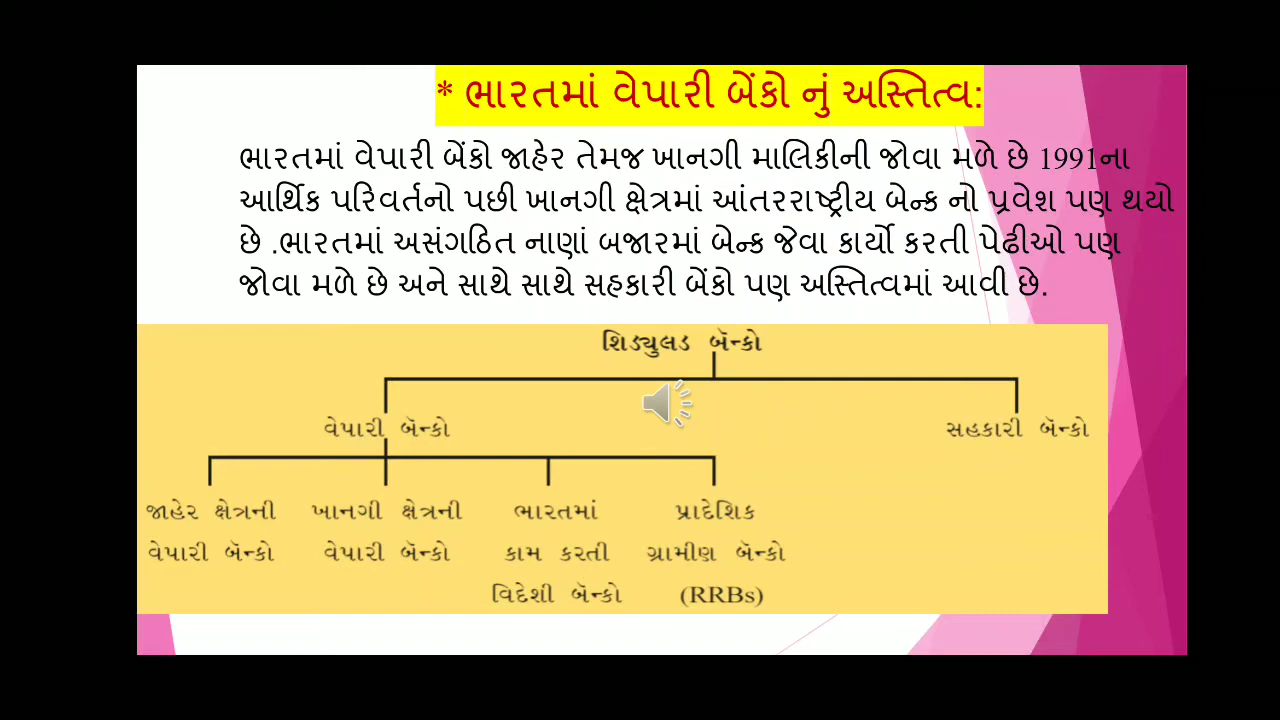 * ભારતમાં વેપારી બેંકો નું અસ્તિત્વ:
ભારતમાં વેપારી બેંકો જાહેર તેમજ ખાનગી માલિકીની જોવા મળે છે 1991ના
આર્થિક પરિવર્તનો પછી ખાનગી ક્ષેત્રમાં આંતરરાષ્ટ્રીય બેન્ક નો પ્રવેશ પણ થયો
છે .ભારતમાં અસંગઠિત નાણાં બજારમાં બેન્ક જેવા કાર્યો કરતી પેઢીઓ પણ
જોવા મળે છે અને સાથે સાથે સહકારી બેંકો પણ અસ્તિત્વમાં આવી છે.
શિડ્યુલડ બૅન્કો
વેપારી બૅન્કો
સહકારી બૅન્કો
જાહેર ક્ષેત્રની
વેપારી બૅન્કો
ખાનગી ક્ષેત્રની
વેપારી બૅન્કો
ભારતમાં
કામ કરતી
વિદેશી બૅન્કો
પ્રાદેશિક
ગ્રામીણ બૅન્કો
(RRBs)